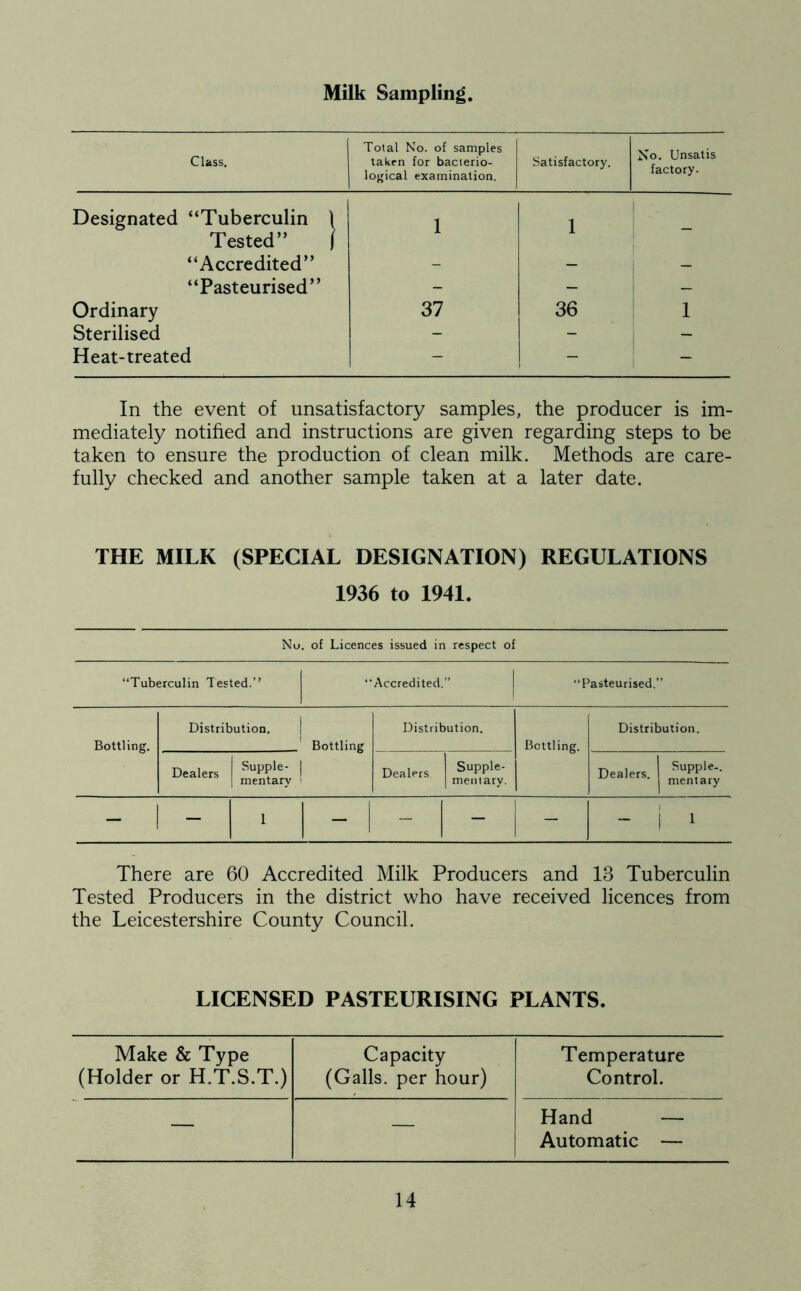 Milk Sampling.
Class.
Total No. of samples
taken for bacterio-
logical examination.
Satisfactory.
No. Unsatis
factory.
Designated “Tuberculin } 1 1 –
Tested”
“Accredited” – – –
“Pasteurised” – – –
Ordinary 37 36 1
Sterilised – – –
Heat-treated – – –
In the event of unsatisfactory samples, the producer is im-
mediately notified and instructions are given regarding steps to be
taken to ensure the production of clean milk. Methods are care-
fully checked and another sample taken at a later date.
THE MILK (SPECIAL DESIGNATION) REGULATIONS
1936 to 1941.
No. of Licences issued in respect of
“Tuberculin Tested.” “Accredited.” “Pasteurised.”
Bottling. Distribution. Bottling Distribution. Bottling. Distribution.
Dealers Supple-
mentary Dealers Supple-
mentary. Dealers. Supple-.
mentary
– – 1 – – – – – 1
There are 60 Accredited Milk Producers and 13 Tuberculin
Tested Producers in the district who have received licences from
the Leicestershire County Council.
LICENSED PASTEURISING PLANTS.
Make & Type Capacity Temperature
(Holder or H.T.S.T.) (Galls. per hour) Control.
— — Hand —
Automatic —
14